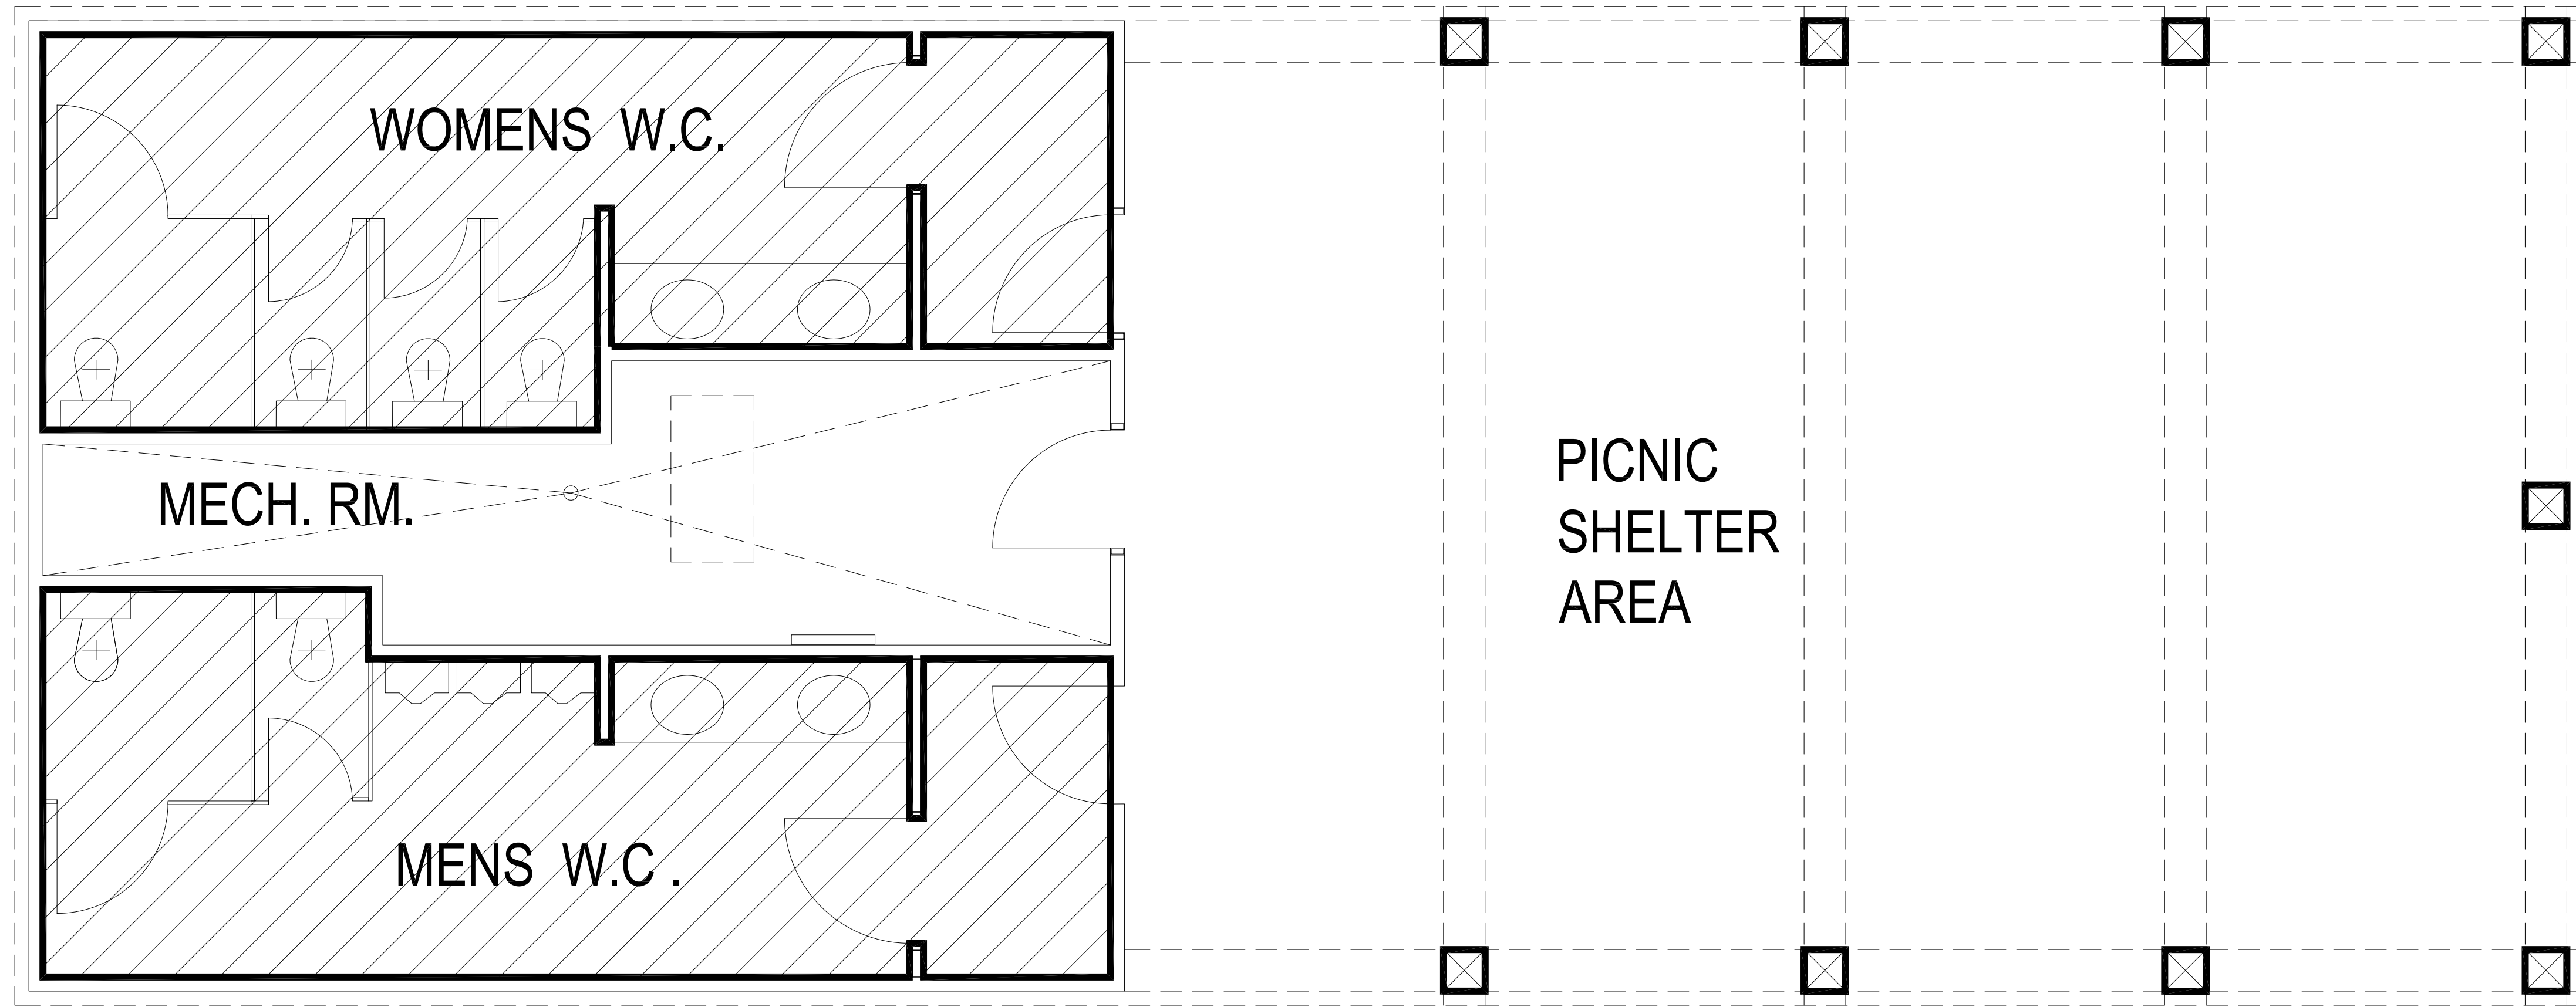 WOMENS W.C.
MECH. RM.
PICNIC
SHELTER
AREA
MENS W.C .